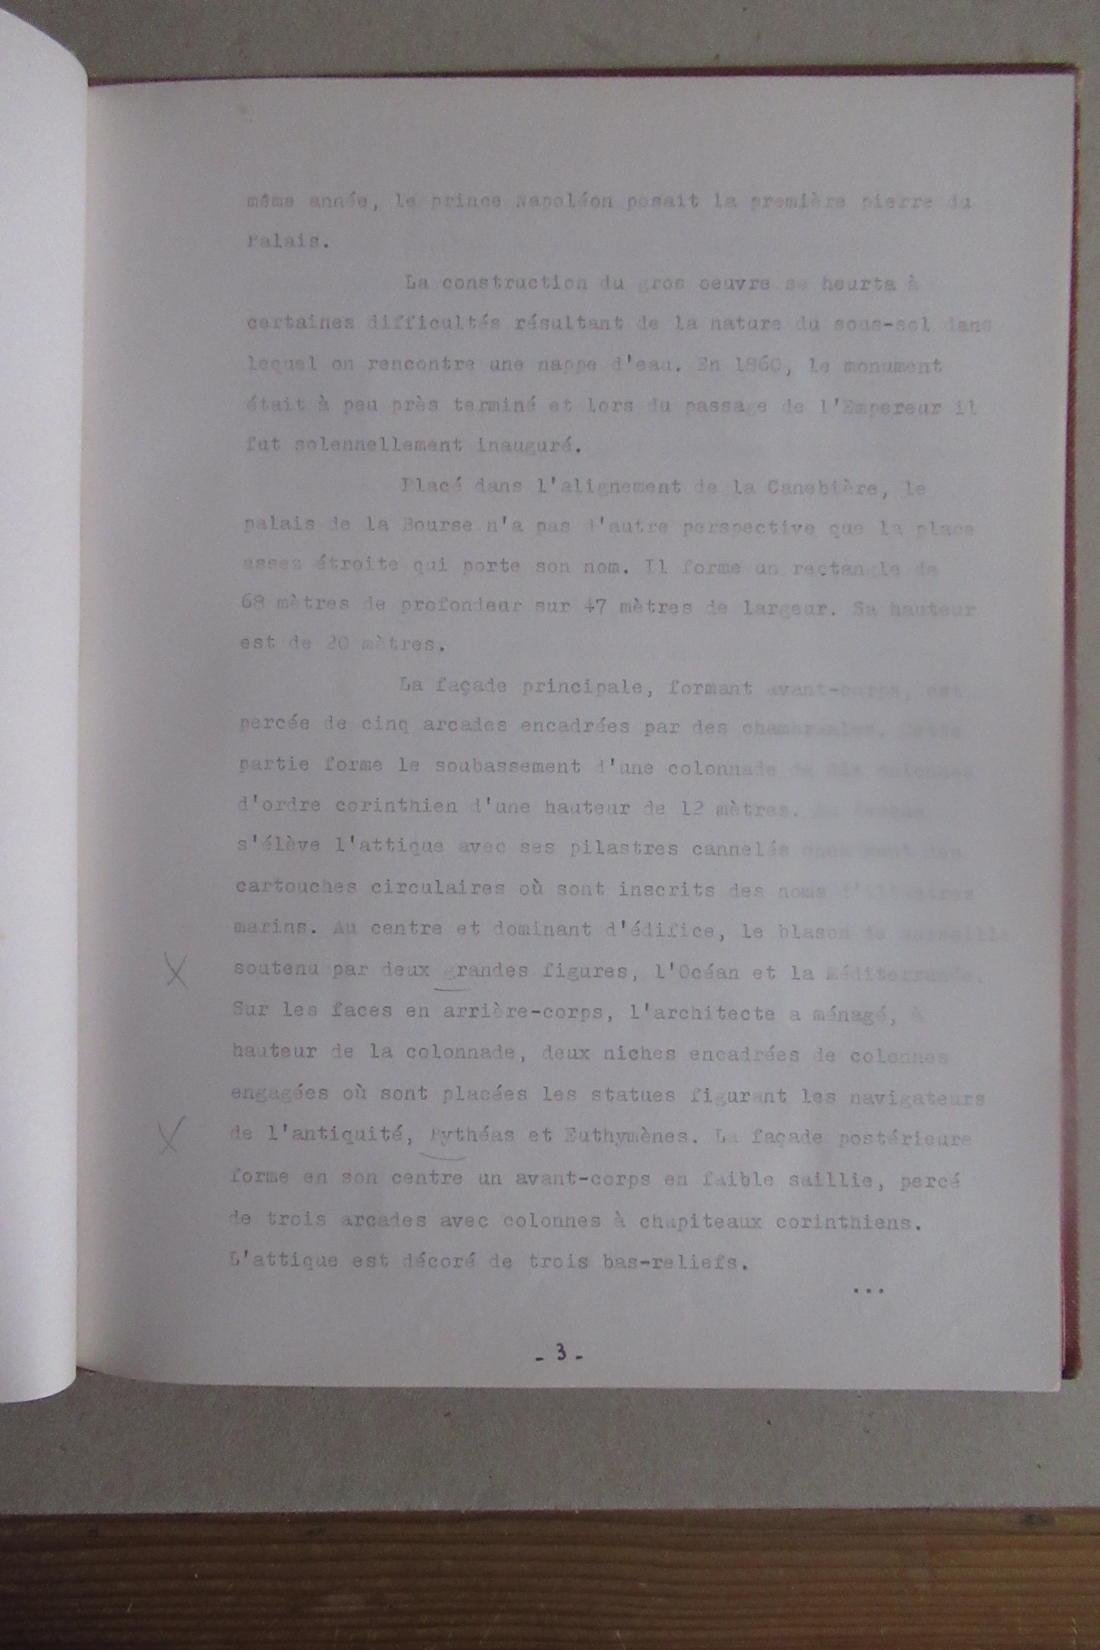 même année, le prince Napoléon posait la première pierre du
Palais.
La construction du gros oeuvre se heurta à
certaines difficultés résultant de la nature du sous-sol dans
lequel on rencontre une nappe d'eau. En 1860, le monument
était à peu près terminé et lors du passage de l'Empereur il
fut solennellement inauguré.
Placé dans l'alignement de la Canebière, le
palais de la Bourse n'a pas d'autre perspective que la place
assez étroite qui porte son nom. Il forme un rectangle de
68 mètres de profondeur sur 47 mètres de largeur. Sa hauteur
est de 20 mètres.
La façade principale, formant avant-corps, est
percée de cinq arcades encadrées par des chambranles. Cette
partie forme le soubassement d'une colonnade de dix colonnes
d'ordre corinthien d'une hauteur de 12 mètres.
s'élève l'attique avec ses pilastres cannelés des
cartouches circulaires où sont inscrits des noms d'illustres
marins. Au centre et dominant d'édifice, le blason de Marseille
soutenu par deux grandes figures, l'Océan et la Méditerranée.
Sur les faces en arrière-corps, l'architecte a ménagé, à
hauteur de la colonnade, deux niches encadrées de colonnes
engagées où sont placées les statues figurant les navigateurs
de l'antiquité, Pythéas et Euthymènes. La façade postérieure
forme en son centre un avant-corps en faible saillie, percé
de trois arcades avec colonnes à chapiteaux corinthiens.
L'attique est décoré de trois bas-reliefs.
...
- 3 -